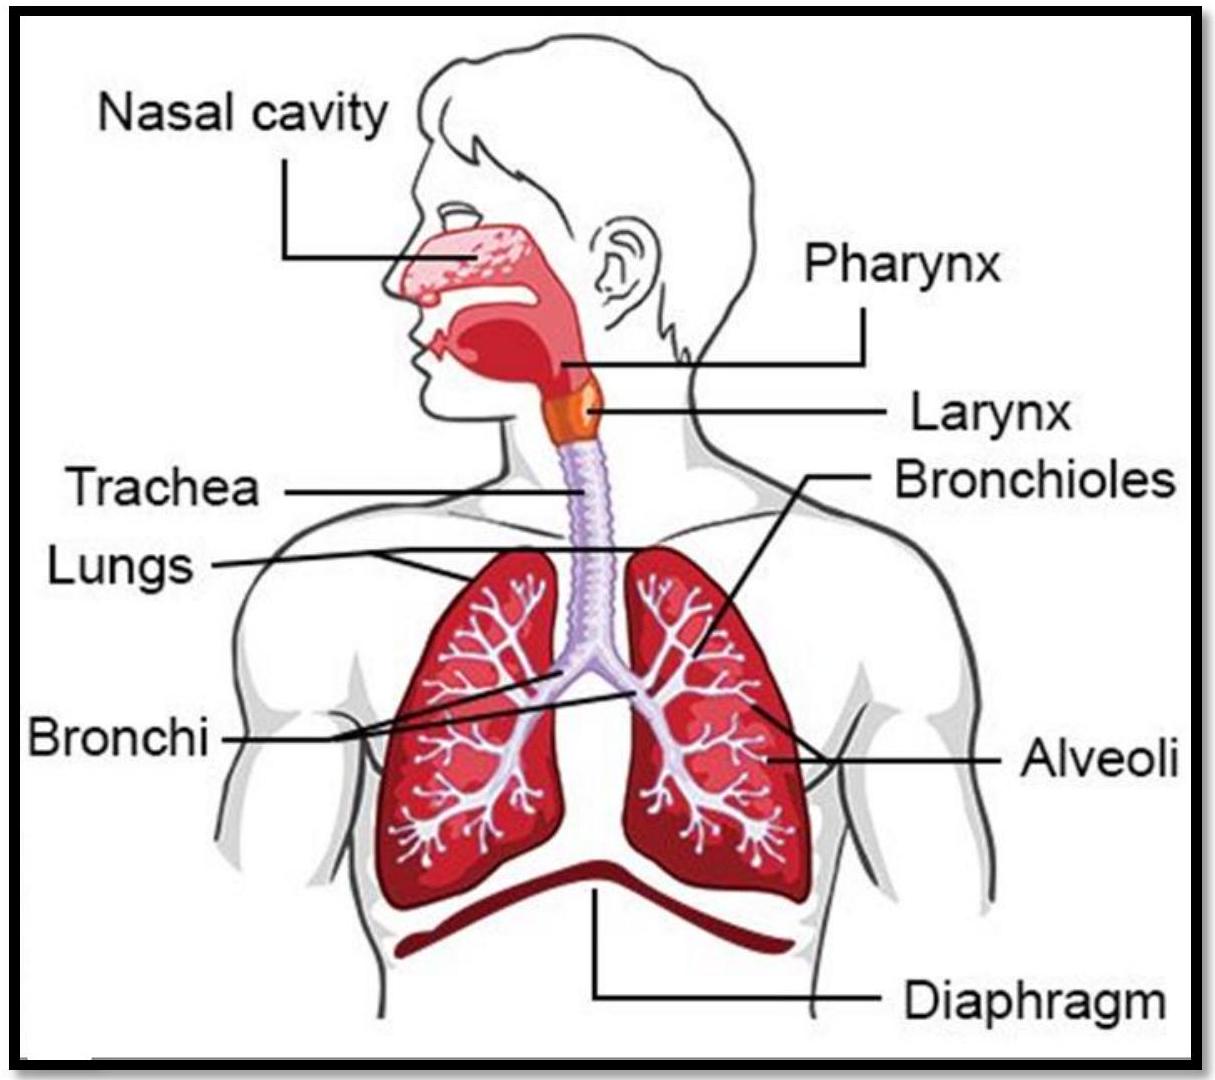 Nasal cavity
Pharynx
Larynx
Bronchioles
Trachea
Lungs
Bronchi
Alveoli
Diaphragm